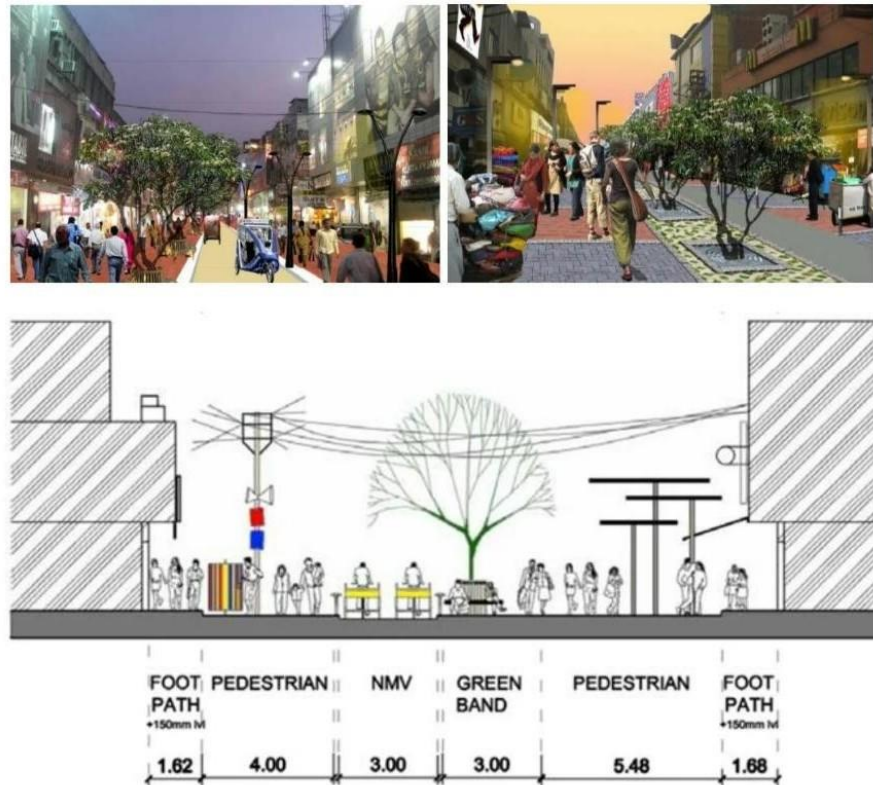 FOOT PATH +150mm lvl
PEDESTRIAN
NMV
GREEN BAND
PEDESTRIAN
FOOT PATH +150mm lvl
1.62
4.00
3.00
3.00
5.48
1.68